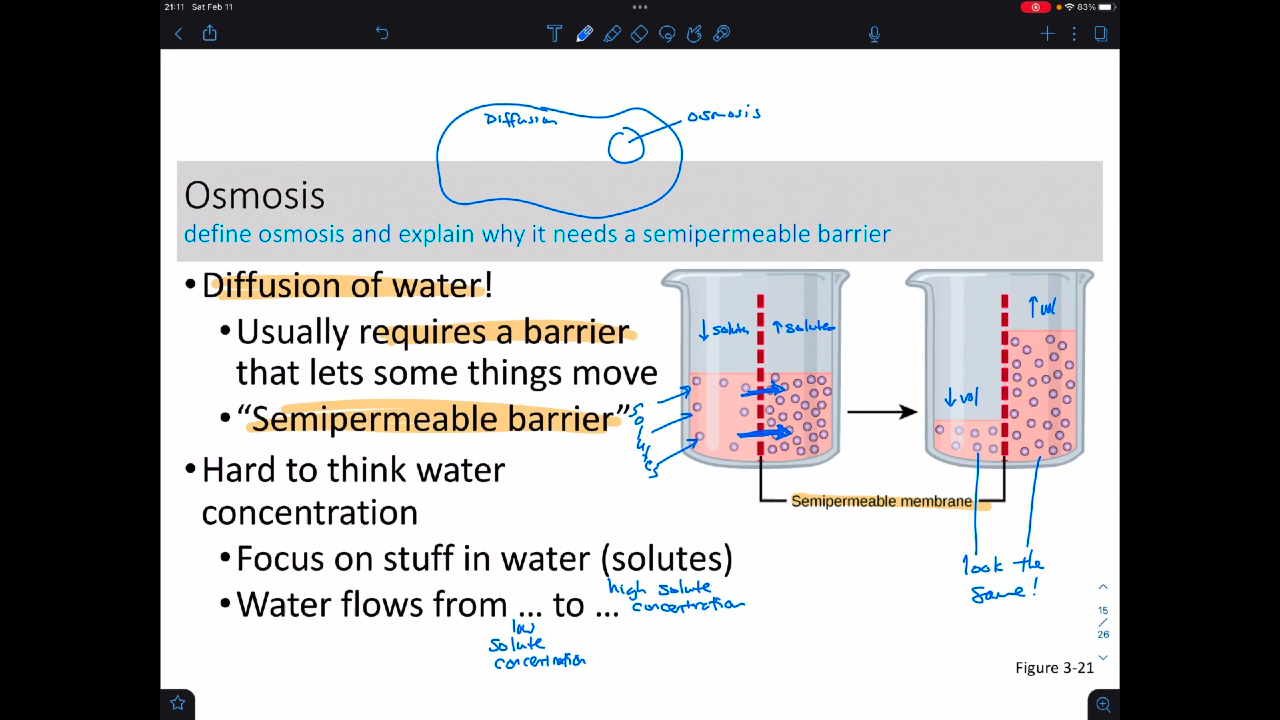 21:11 Sat Feb 11
83%
Diffusion
osmosis
Osmosis
define osmosis and explain why it needs a semipermeable barrier
•Diffusion of water!
•Usually requires a barrier
that lets some things move
•“Semipermeable barrier”
•Hard to think water
concentration
•Focus on stuff in water (solutes)
•Water flows from ... to ...
high solute
concentration
low
solute
concentration
↓ solute
↑ solutes
solutes
↓ vol
↑ vol
Semipermeable membrane
look the
same!
15
/
26
Figure 3-21